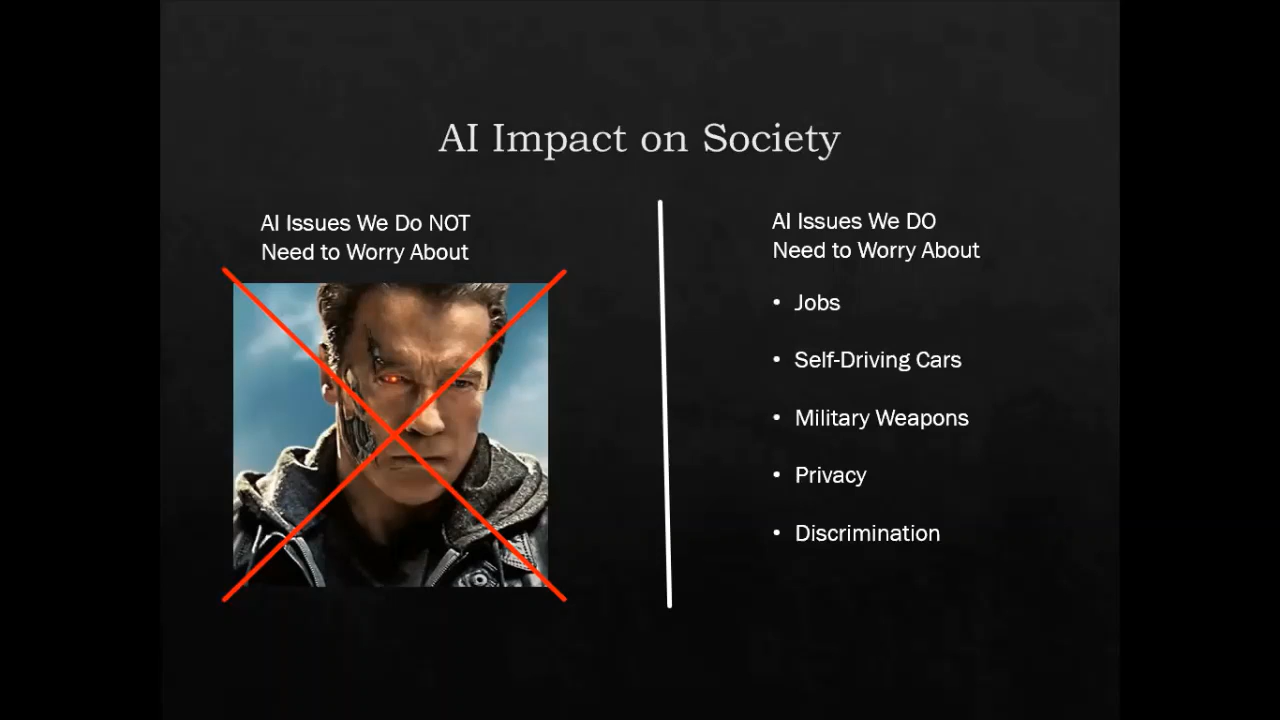 AI Impact on Society
AI Issues We Do NOT
Need to Worry About
AI Issues We DO
Need to Worry About
• Jobs
• Self-Driving Cars
• Military Weapons
• Privacy
• Discrimination